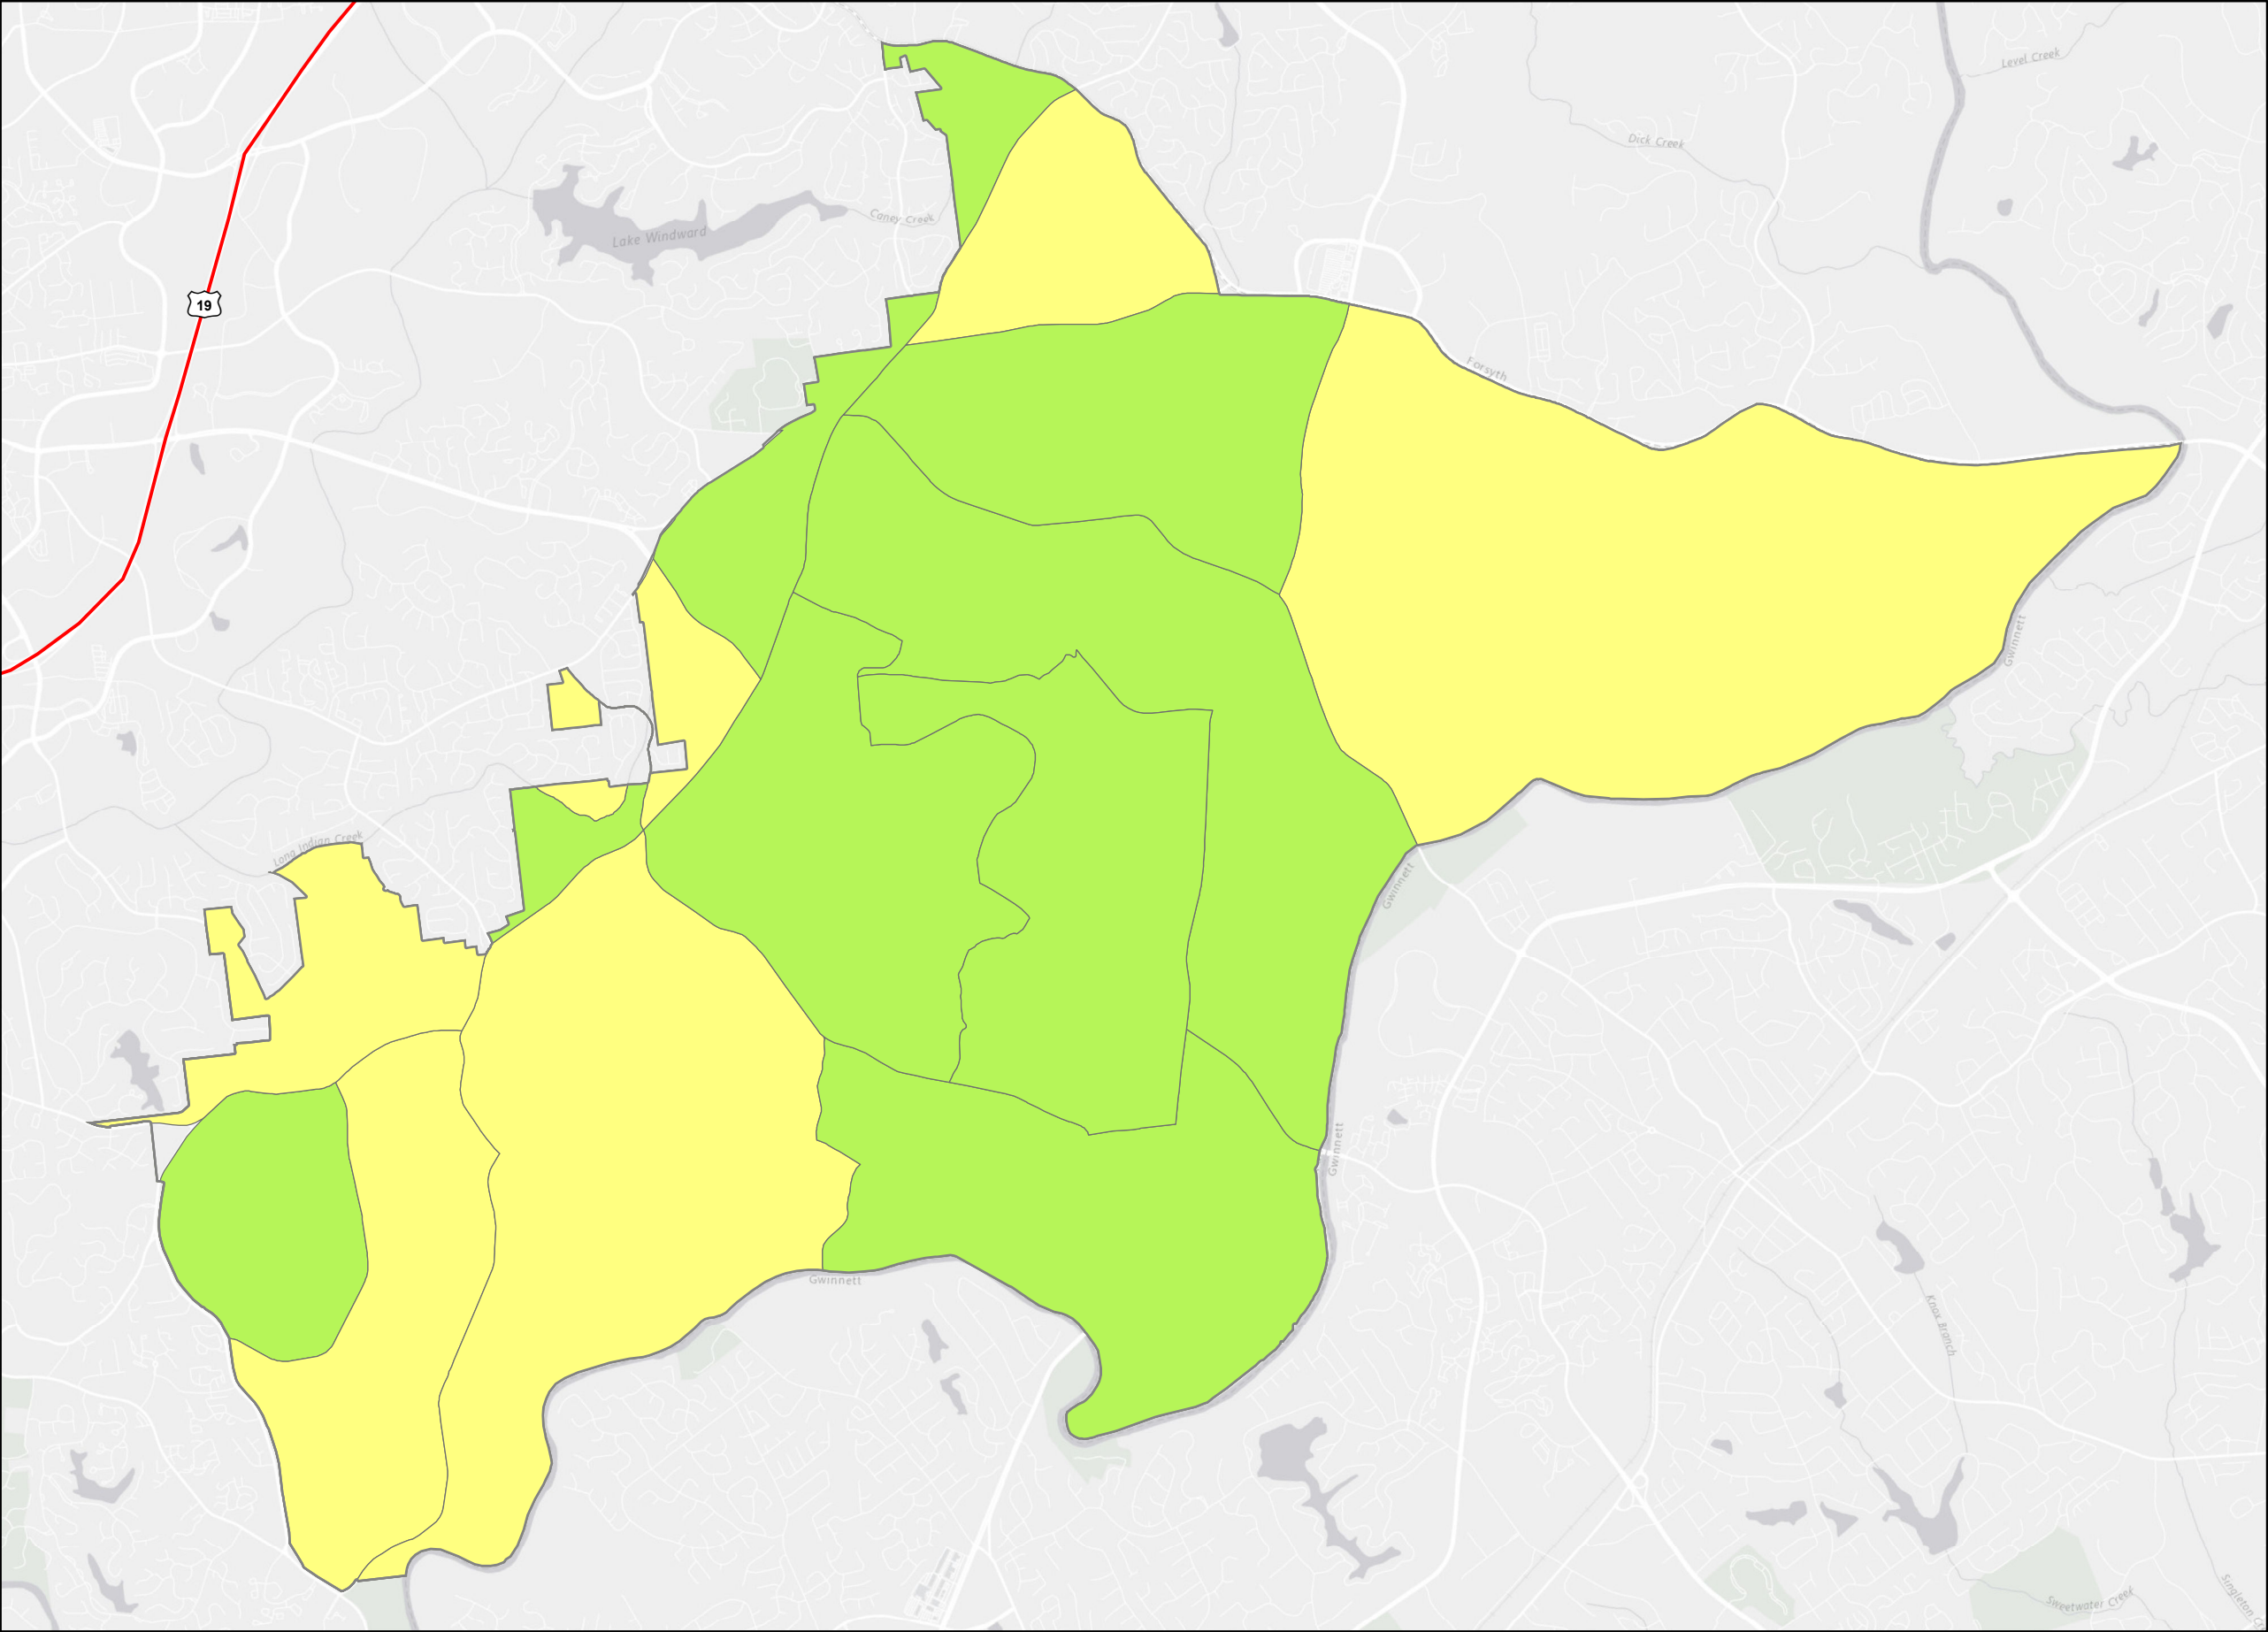 Level Creek
Dick Creek
Caney Creek
Lake Windward
19
Forsyth
Gwinnett
Long Indian Creek
Gwinnett
Gwinnett
Gwinnett
Knox Branch
Sweetwater Creek
Singleton